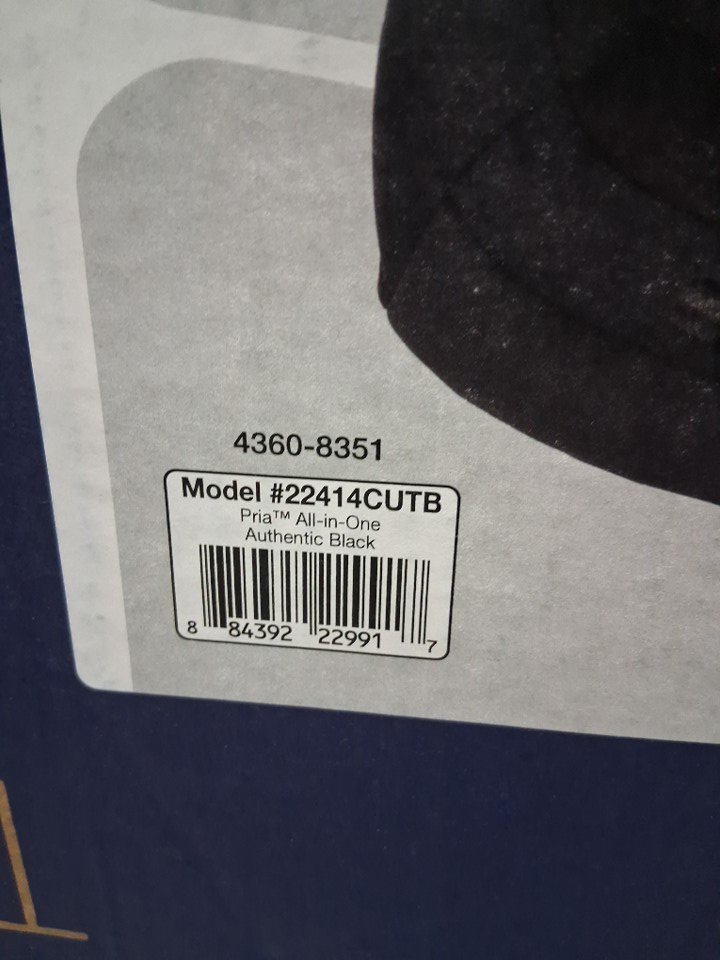 4360-8351
Model #22414CUTB
Pria™ All-in-One
Authentic Black
8 84392 22991 7